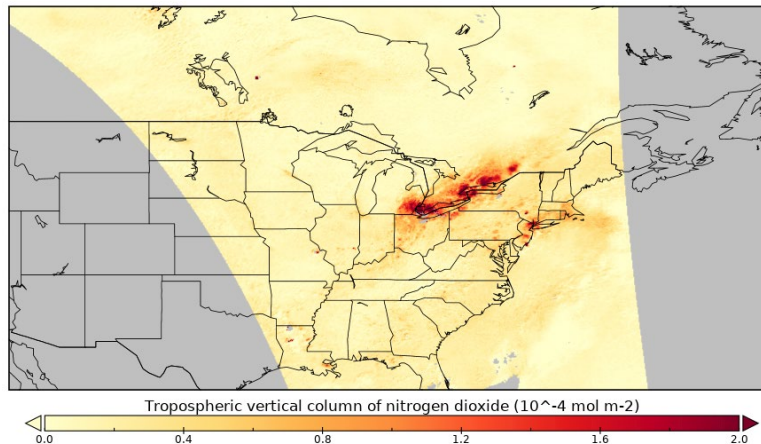 Tropospheric vertical column of nitrogen dioxide (10^-4 mol m-2)
0.0 0.4 0.8 1.2 1.6 2.0